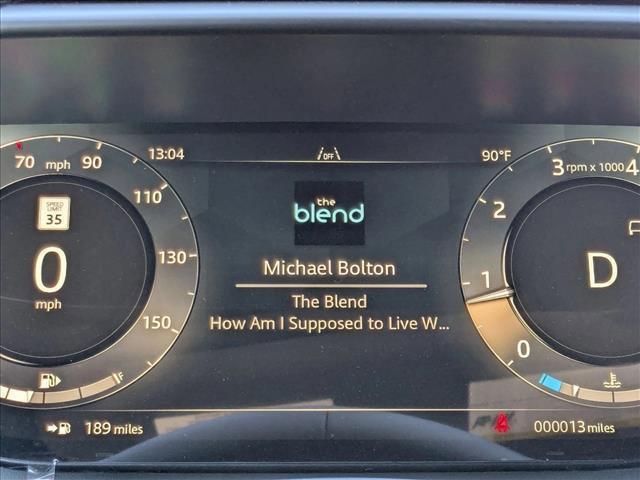 70 mph 90
110
130
150
SPEED LIMIT 35
0
mph
F
189 miles
13:04
OFF
90°F
the
blend
Michael Bolton
The Blend
How Am I Supposed to Live W...
3 rpm x 1000 4
2
1
0
D
000013 miles